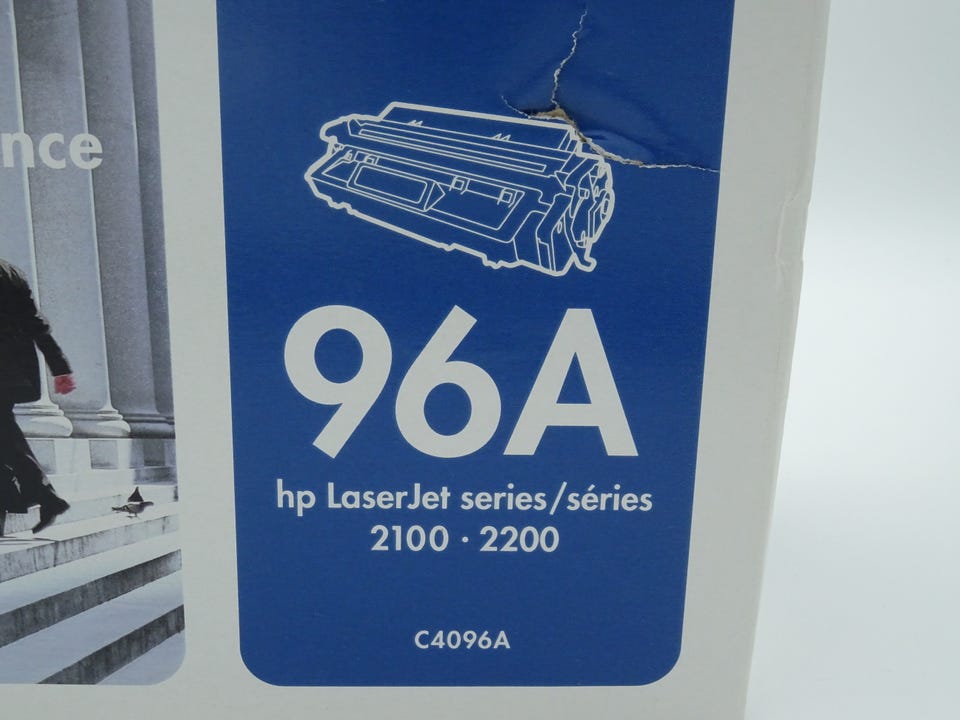 nce
96A
hp LaserJet series/séries
2100 · 2200
C4096A